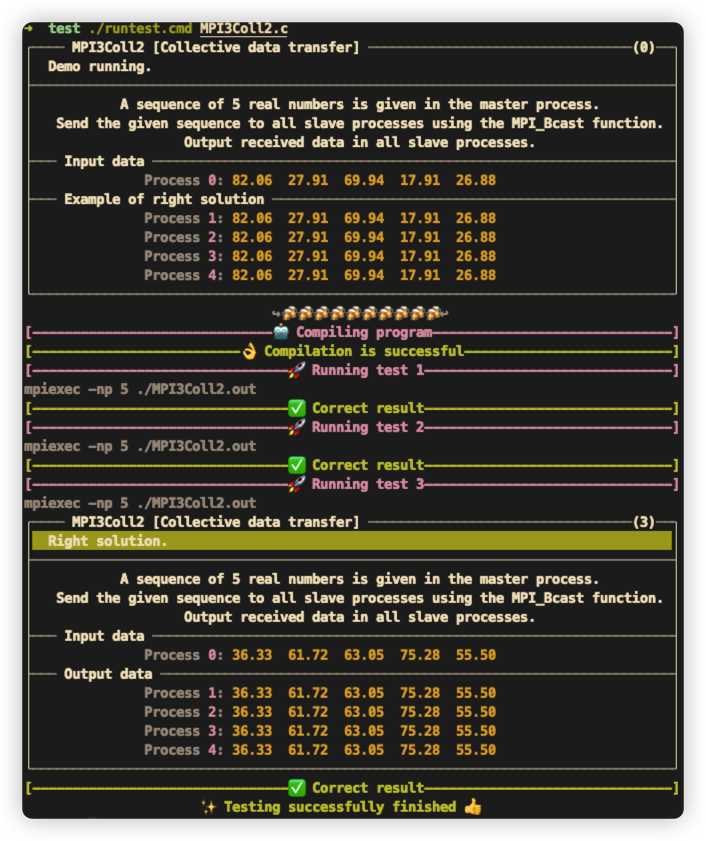 ➜ test ./runtest.cmd MPI3Coll2.c
MPI3Coll2 [Collective data transfer] (0)
Demo running.
A sequence of 5 real numbers is given in the master process.
Send the given sequence to all slave processes using the MPI_Bcast function.
Output received data in all slave processes.
Input data
Process 0: 82.06 27.91 69.94 17.91 26.88
Example of right solution
Process 1: 82.06 27.91 69.94 17.91 26.88
Process 2: 82.06 27.91 69.94 17.91 26.88
Process 3: 82.06 27.91 69.94 17.91 26.88
Process 4: 82.06 27.91 69.94 17.91 26.88
[🤖 Compiling program]
[👌 Compilation is successful]
[🚀 Running test 1]
mpiexec -np 5 ./MPI3Coll2.out
[✅ Correct result]
[🚀 Running test 2]
mpiexec -np 5 ./MPI3Coll2.out
[✅ Correct result]
[🚀 Running test 3]
mpiexec -np 5 ./MPI3Coll2.out
MPI3Coll2 [Collective data transfer] (3)
Right solution.
A sequence of 5 real numbers is given in the master process.
Send the given sequence to all slave processes using the MPI_Bcast function.
Output received data in all slave processes.
Input data
Process 0: 36.33 61.72 63.05 75.28 55.50
Output data
Process 1: 36.33 61.72 63.05 75.28 55.50
Process 2: 36.33 61.72 63.05 75.28 55.50
Process 3: 36.33 61.72 63.05 75.28 55.50
Process 4: 36.33 61.72 63.05 75.28 55.50
[✅ Correct result]
✨ Testing successfully finished 👍